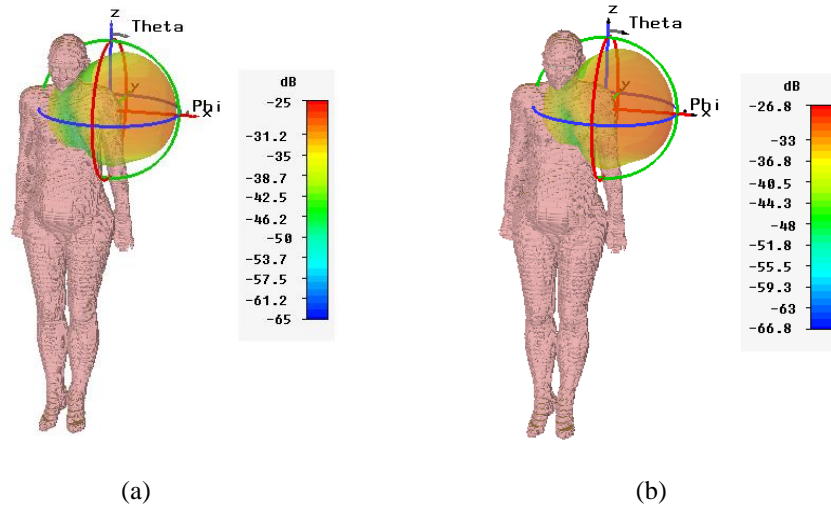 z
Theta
y
Phi
x
dB
-25
-31.2
-35
-38.7
-42.5
-46.2
-50
-53.7
-57.5
-61.2
-65
(a)
z
Theta
y
Phi
x
dB
-26.8
-33
-36.8
-40.5
-44.3
-48
-51.8
-55.5
-59.3
-63
-66.8
(b)